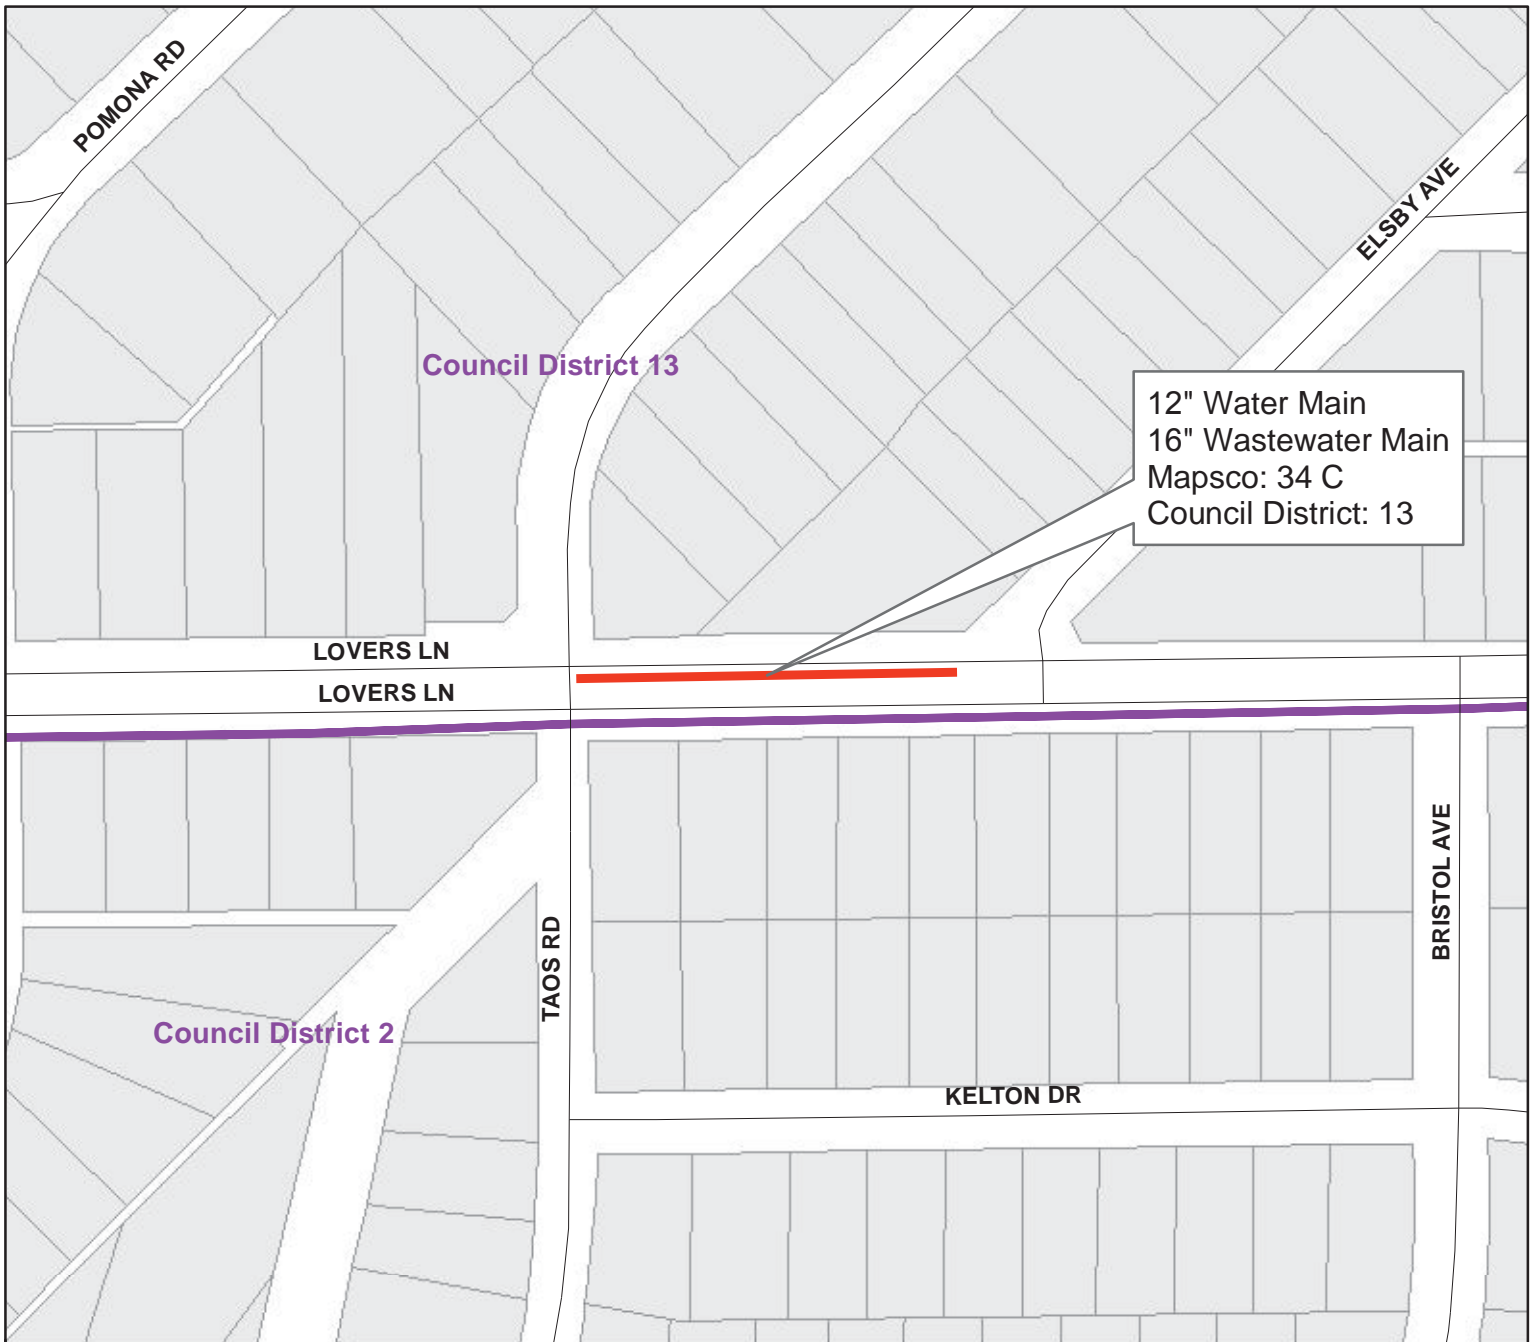 POMONA RD
ELSBY AVE
Council District 13
12" Water Main
16" Wastewater Main
Mapsco: 34 C
Council District: 13
LOVERS LN
LOVERS LN
BRISTOL AVE
TAOS RD
Council District 2
KELTON DR